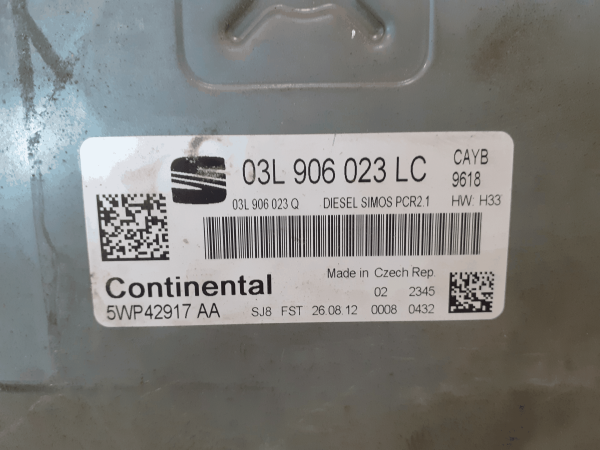 03L 906 023 LC
CAYB
9618
03L 906 023 Q DIESEL SIMOS PCR2.1 HW: H33
Continental
Made in Czech Rep.
02 2345
5WP42917 AA SJ8 FST 26.08.12 0008 0432